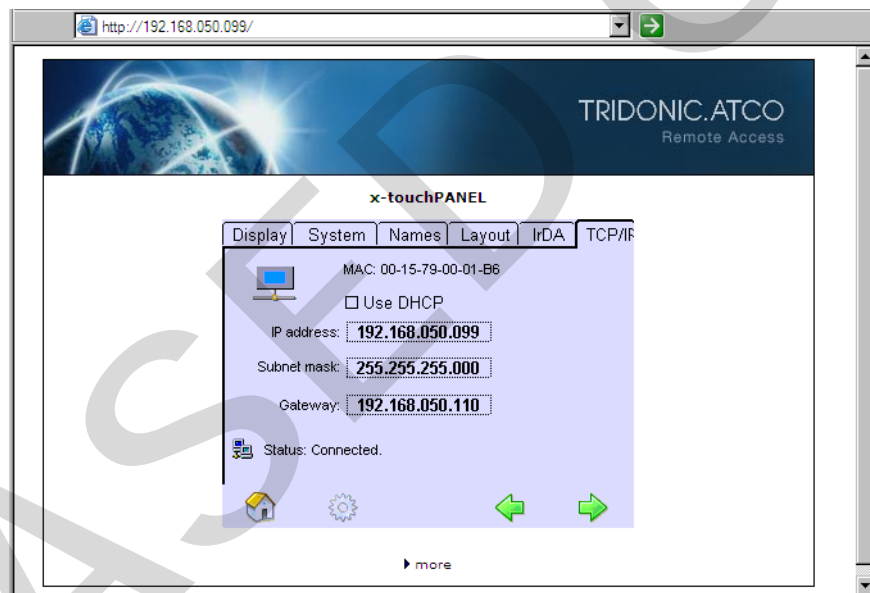 http://192.168.050.099/
TRIDONIC.ATCO
Remote Access
x-touchPANEL
Display System Names Layout IrDA TCP/IP
MAC: 00-15-79-00-01-B6
Use DHCP
IP address: 192.168.050.099
Subnet mask: 255.255.255.000
Gateway: 192.168.050.110
Status: Connected.
more